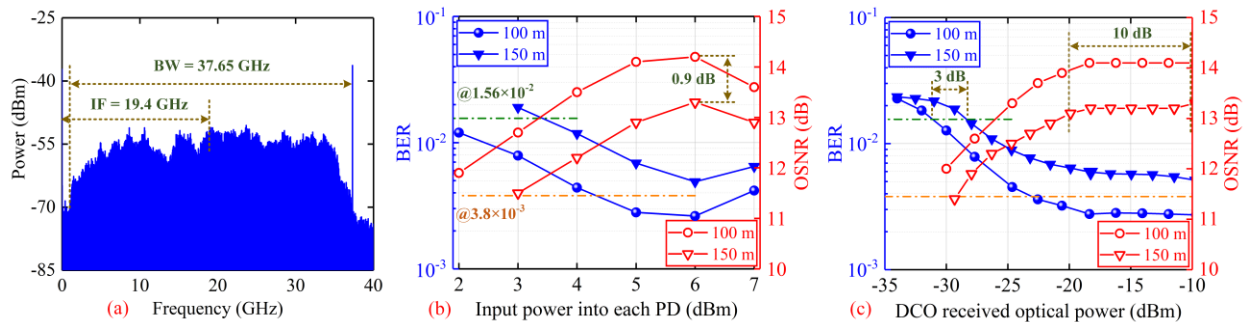 -25
-40
-55
-70
-85
Power (dBm)
BW = 37.65 GHz
IF = 19.4 GHz
0
10
20
30
40
(a)
Frequency (GHz)
10⁻¹
10⁻²
10⁻³
BER
100 m
150 m
@1.56×10⁻²
@3.8×10⁻³
0.9 dB
100 m
150 m
15
14
13
12
11
10
OSNR (dB)
2
3
4
5
6
7
(b)
Input power into each PD (dBm)
10⁻¹
10⁻²
10⁻³
BER
100 m
150 m
3 dB
10 dB
100 m
150 m
15
14
13
12
11
10
OSNR (dB)
-35
-30
-25
-20
-15
-10
(c)
DCO received optical power (dBm)